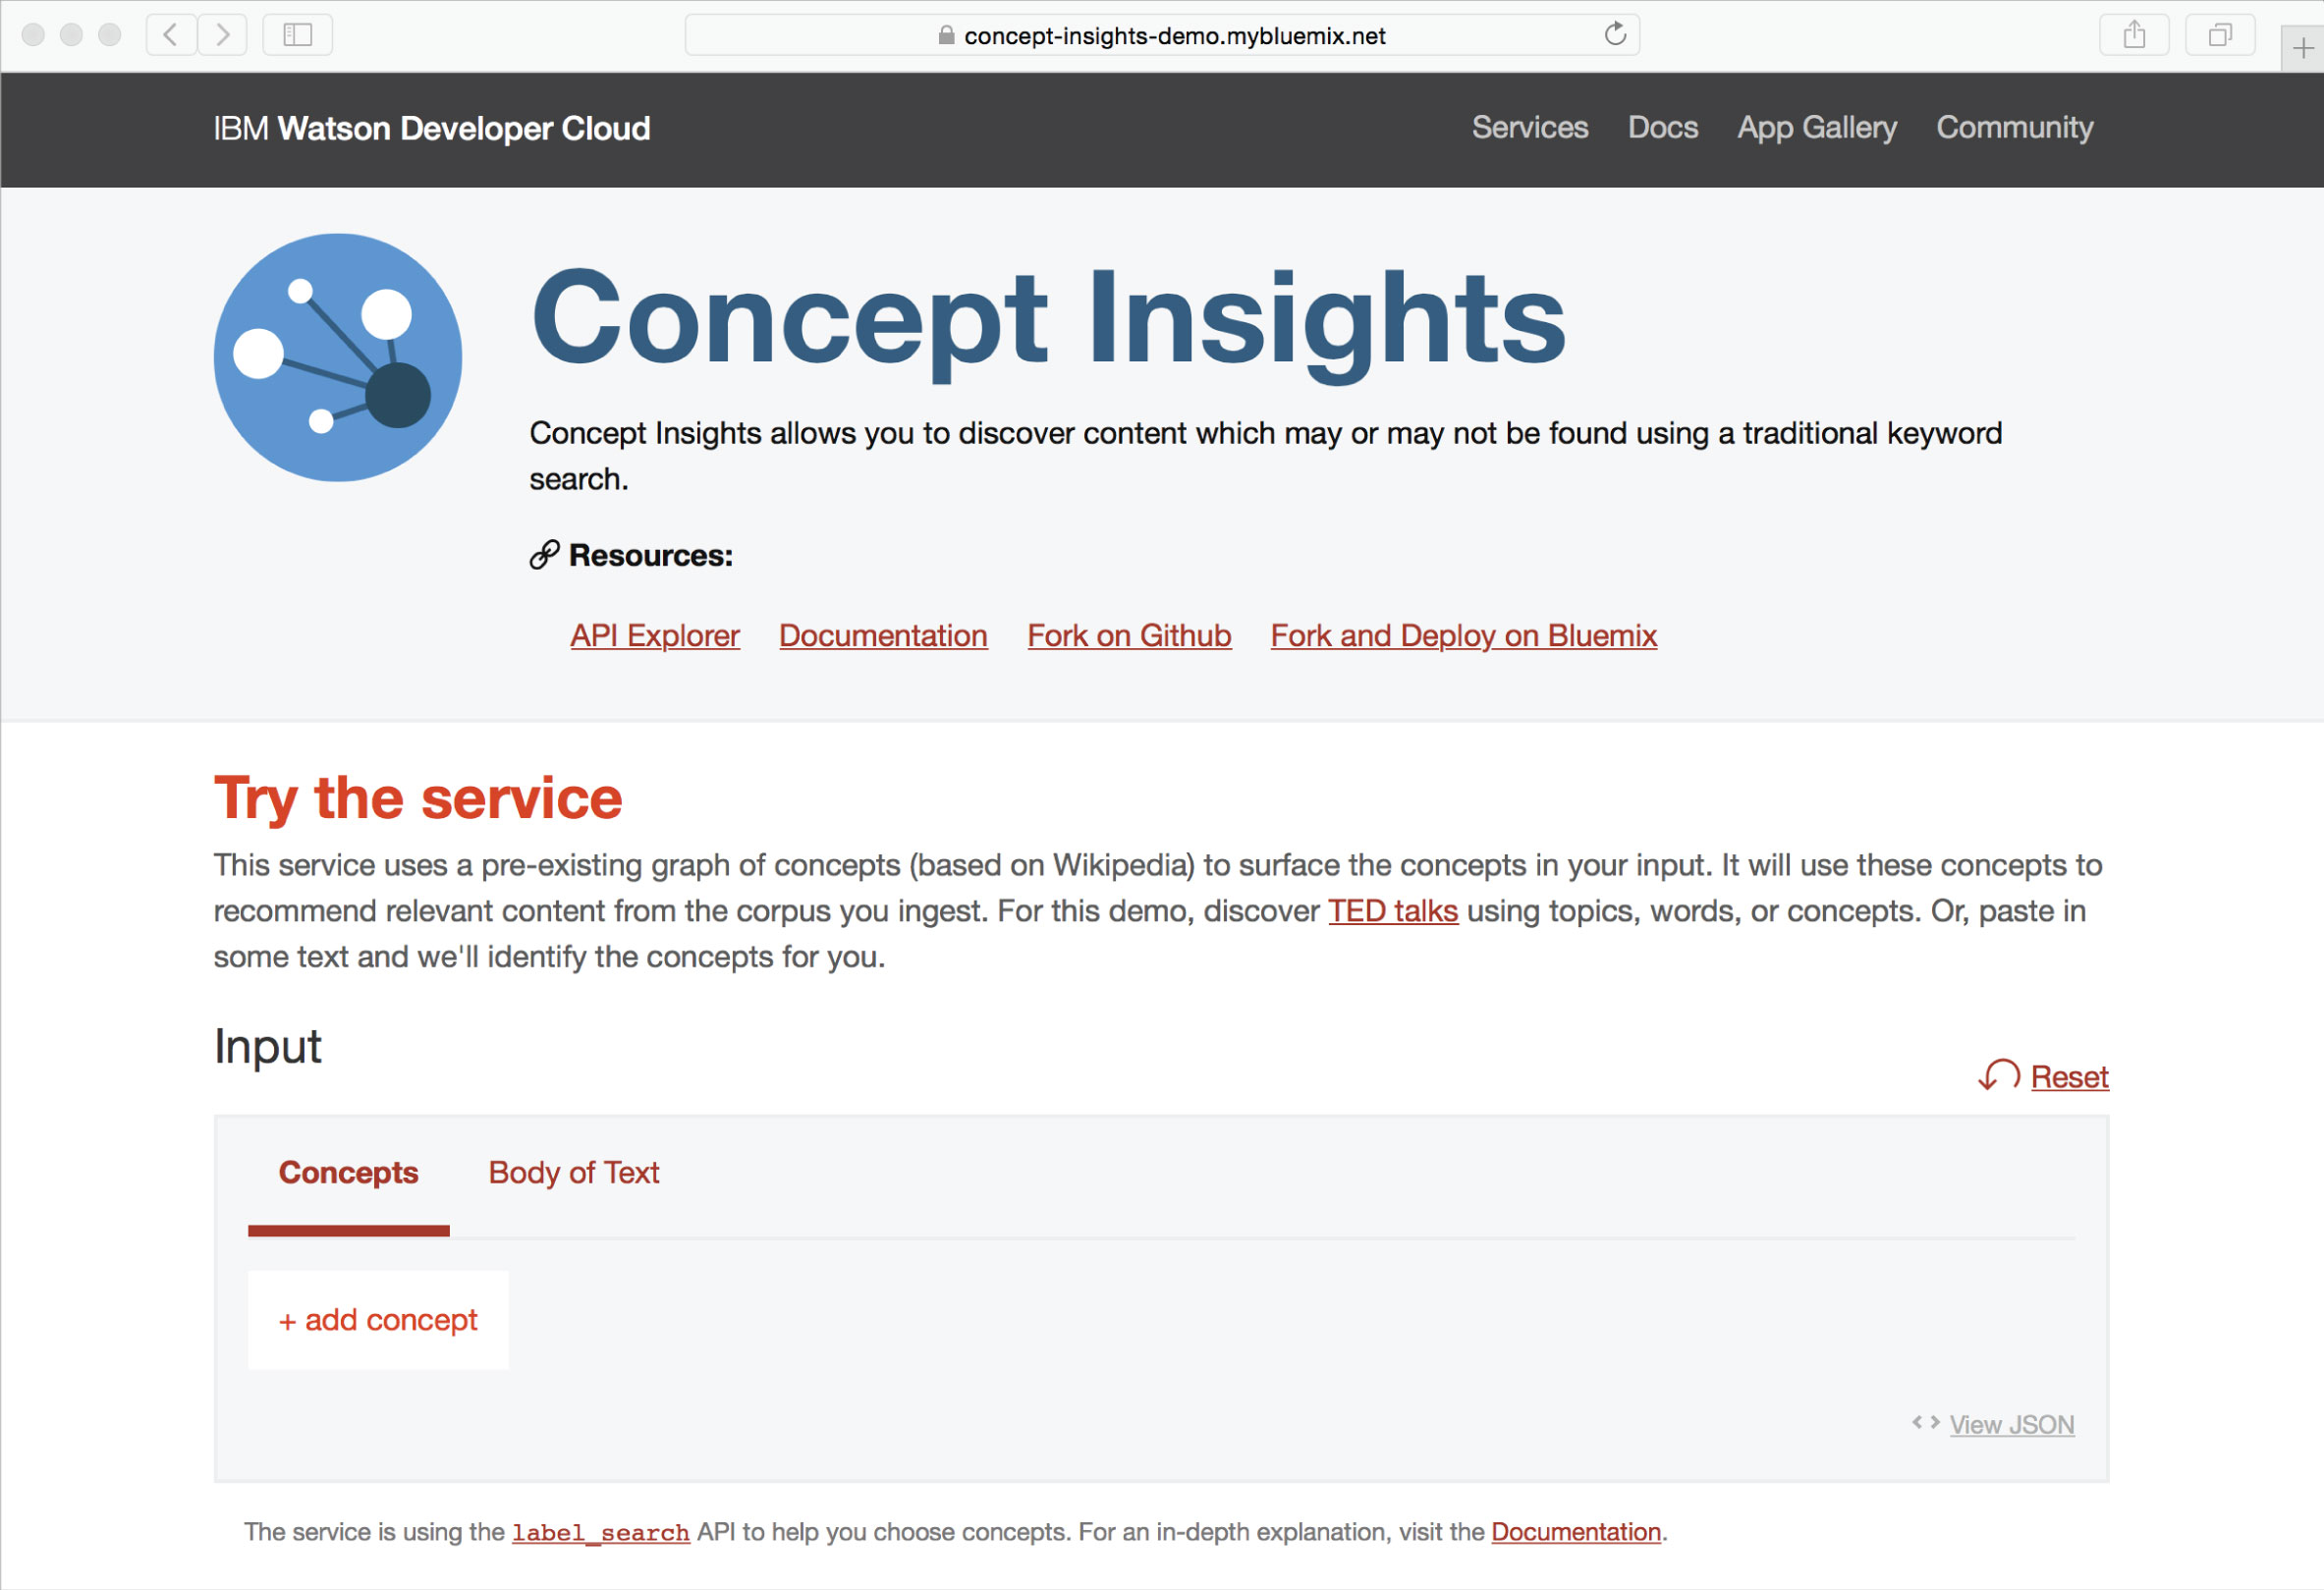 concept-insights-demo.mybluemix.net
IBM Watson Developer Cloud
Services Docs App Gallery Community
Concept Insights
Concept Insights allows you to discover content which may or may not be found using a traditional keyword
search.
Resources:
API Explorer Documentation Fork on Github Fork and Deploy on Bluemix
Try the service
This service uses a pre-existing graph of concepts (based on Wikipedia) to surface the concepts in your input. It will use these concepts to
recommend relevant content from the corpus you ingest. For this demo, discover TED talks using topics, words, or concepts. Or, paste in
some text and we'll identify the concepts for you.
Input
Reset
Concepts Body of Text
+ add concept
<> View JSON
The service is using the label_search API to help you choose concepts. For an in-depth explanation, visit the Documentation.